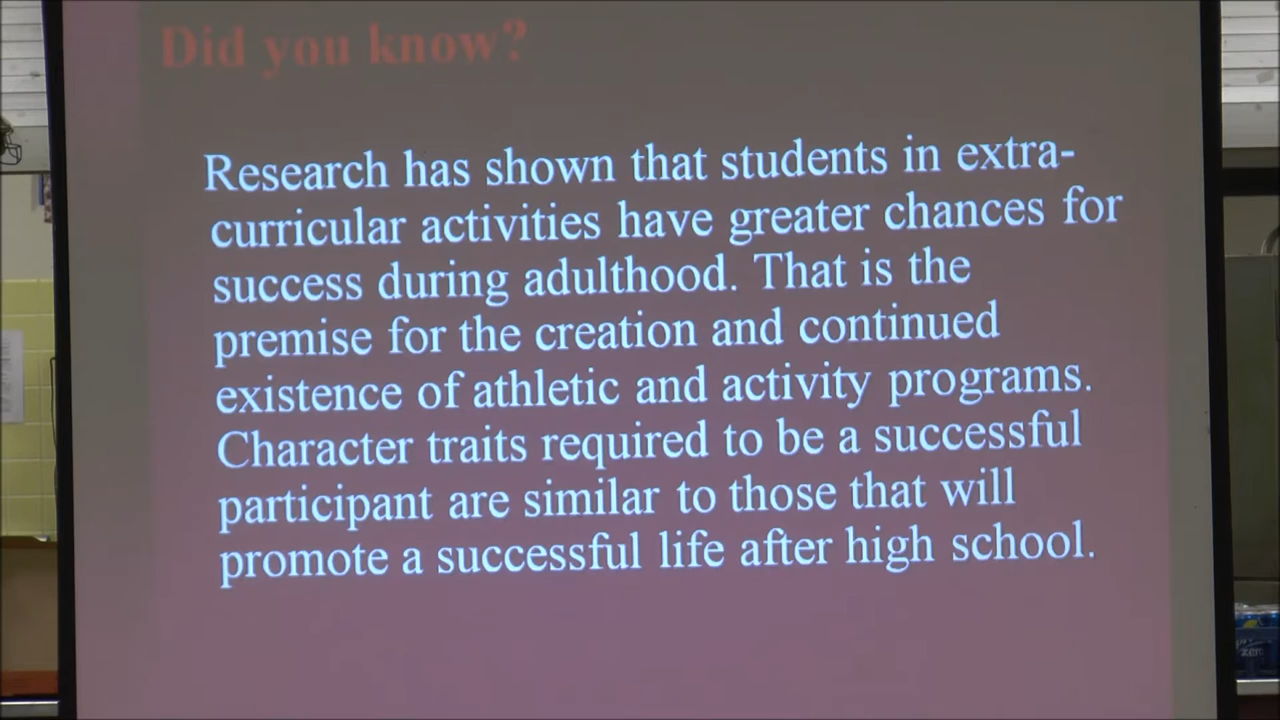 Did you know?
Research has shown that students in extra-
curricular activities have greater chances for
success during adulthood. That is the
premise for the creation and continued
existence of athletic and activity programs.
Character traits required to be a successful
participant are similar to those that will
promote a successful life after high school.
zero